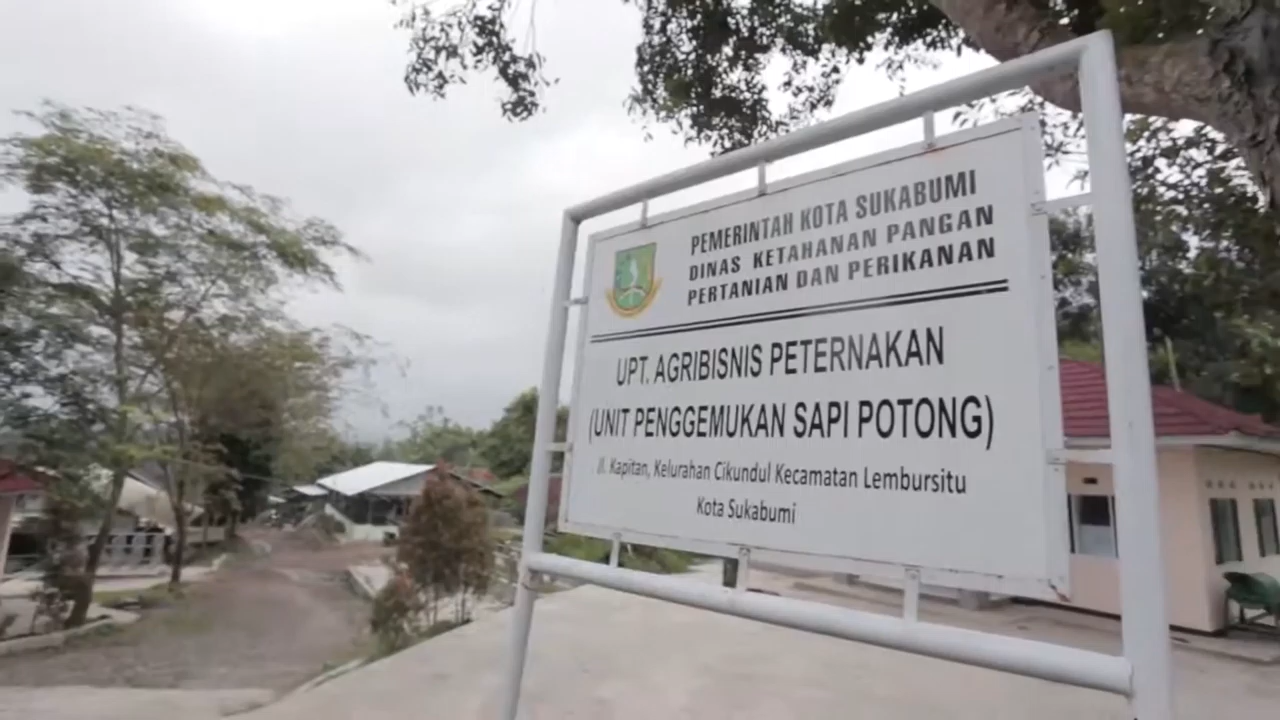 PEMERINTAH KOTA SUKABUMI
DINAS KETAHANAN PANGAN
PERTANIAN DAN PERIKANAN
UPT. AGRIBISNIS PETERNAKAN
(UNIT PENGGEMUKAN SAPI POTONG)
Jl. Kapitan, Kelurahan Cikundul Kecamatan Lembursitu
Kota Sukabumi